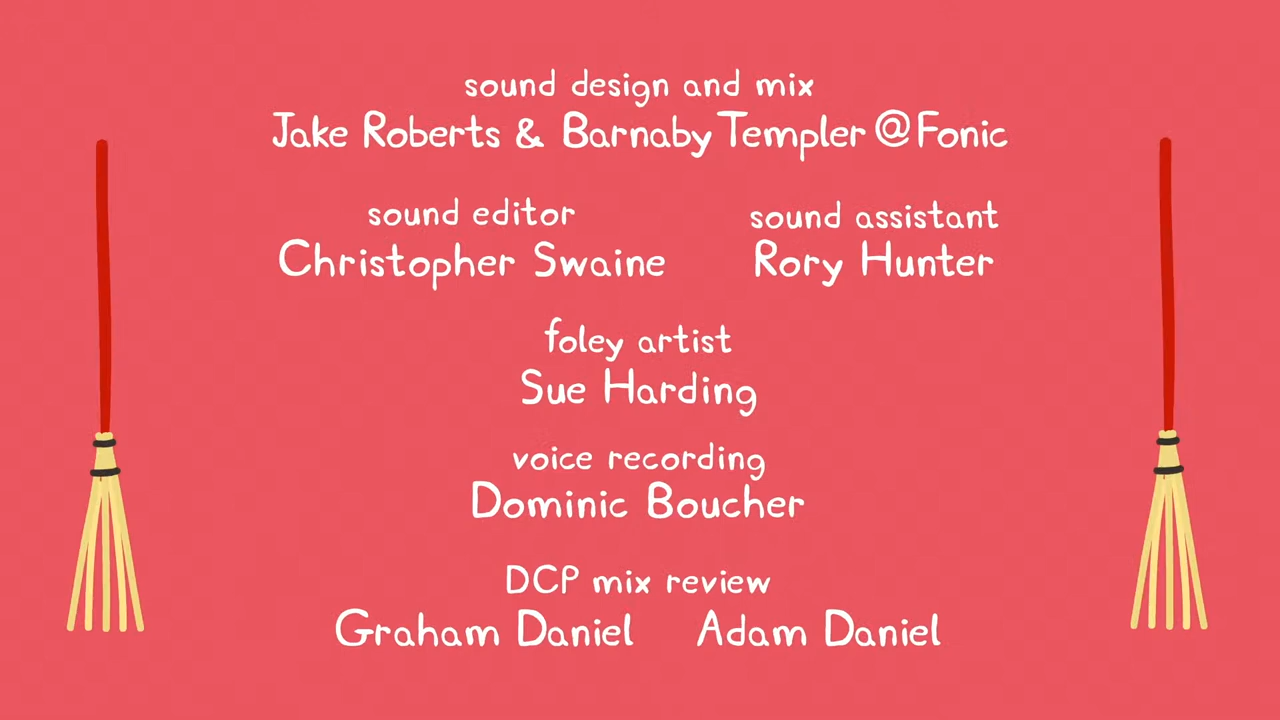 sound design and mix
Jake Roberts & Barnaby Templer @ Fonic
sound editor
Christopher Swaine
sound assistant
Rory Hunter
foley artist
Sue Harding
voice recording
Dominic Boucher
DCP mix review
Graham Daniel Adam Daniel